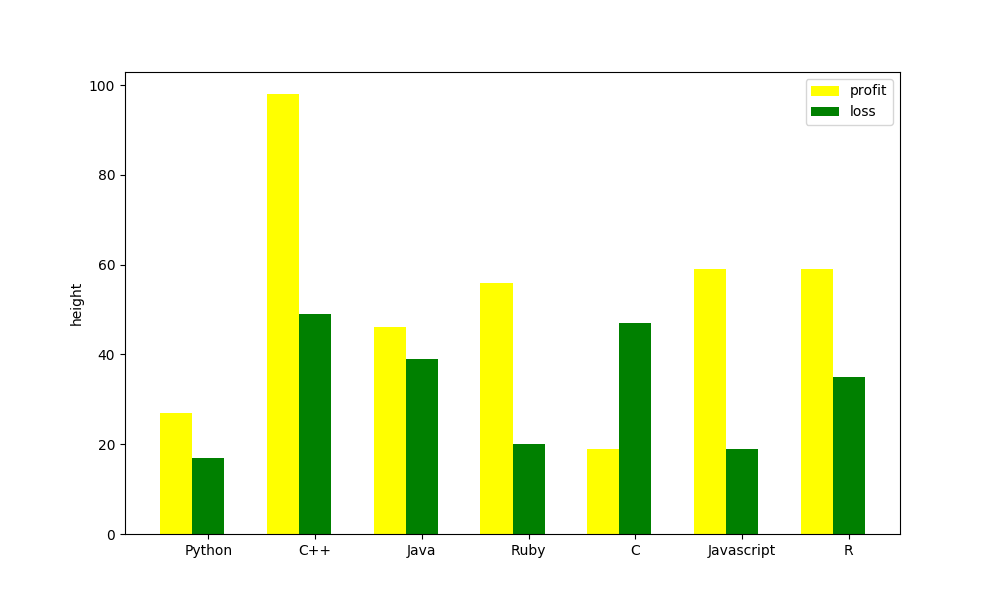 profit
loss
100
80
60
40
20
0
height
Python
C++
Java
Ruby
C
Javascript
R